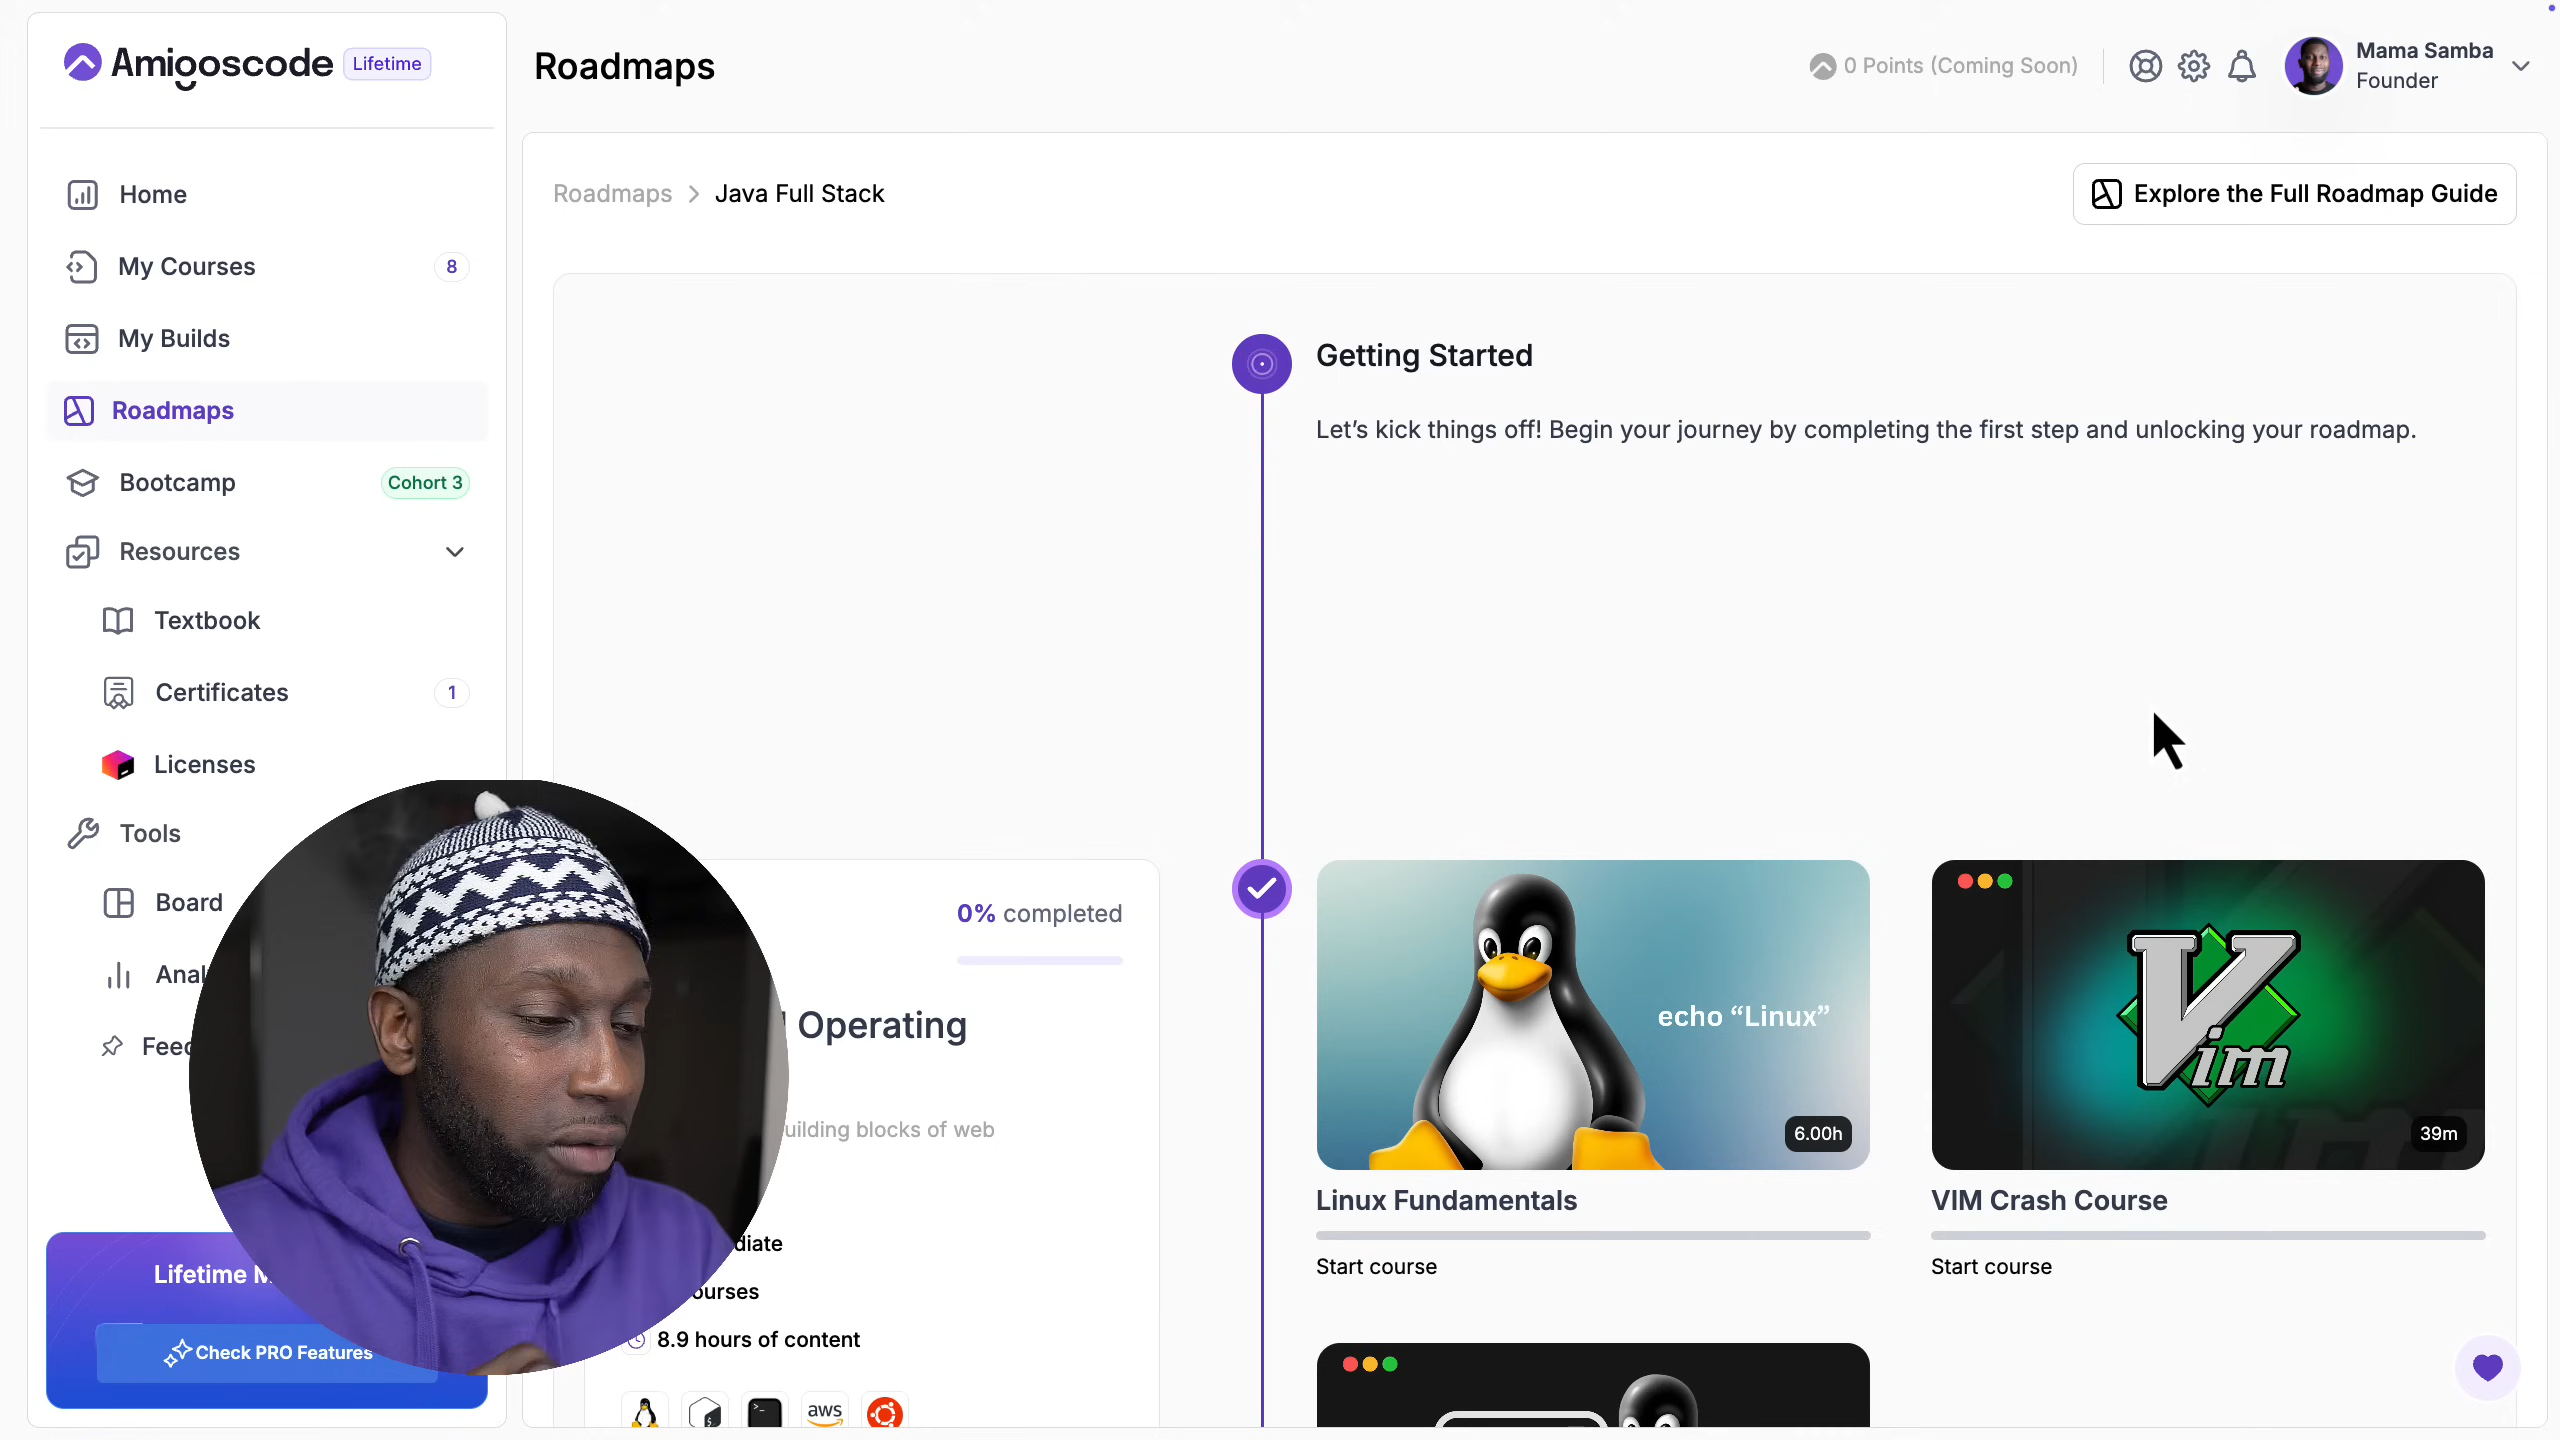 Amigoscode
Lifetime
Roadmaps
0 Points (Coming Soon)
Mama Samba
Founder
Home
My Courses
8
My Builds
Roadmaps
Bootcamp
Cohort 3
Resources
Textbook
Certificates
1
Licenses
Tools
Board
Lifetime
Check PRO Features
Roadmaps > Java Full Stack
Explore the Full Roadmap Guide
Getting Started
Let’s kick things off! Begin your journey by completing the first step and unlocking your roadmap.
0% completed
Operating
uilding blocks of web
diate
ourses
8.9 hours of content
aws
echo “Linux”
6.00h
Linux Fundamentals
Start course
Vim
39m
VIM Crash Course
Start course